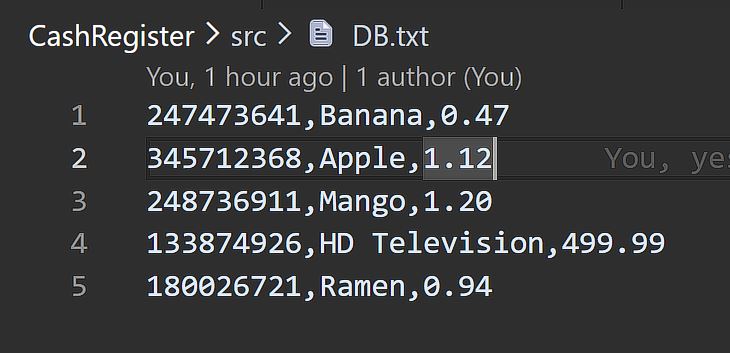 CashRegister > src > DB.txt
You, 1 hour ago | 1 author (You)
1 247473641,Banana,0.47
2 345712368,Apple,1.12 You,
3 248736911,Mango,1.20
4 133874926,HD Television,499.99
5 180026721,Ramen,0.94